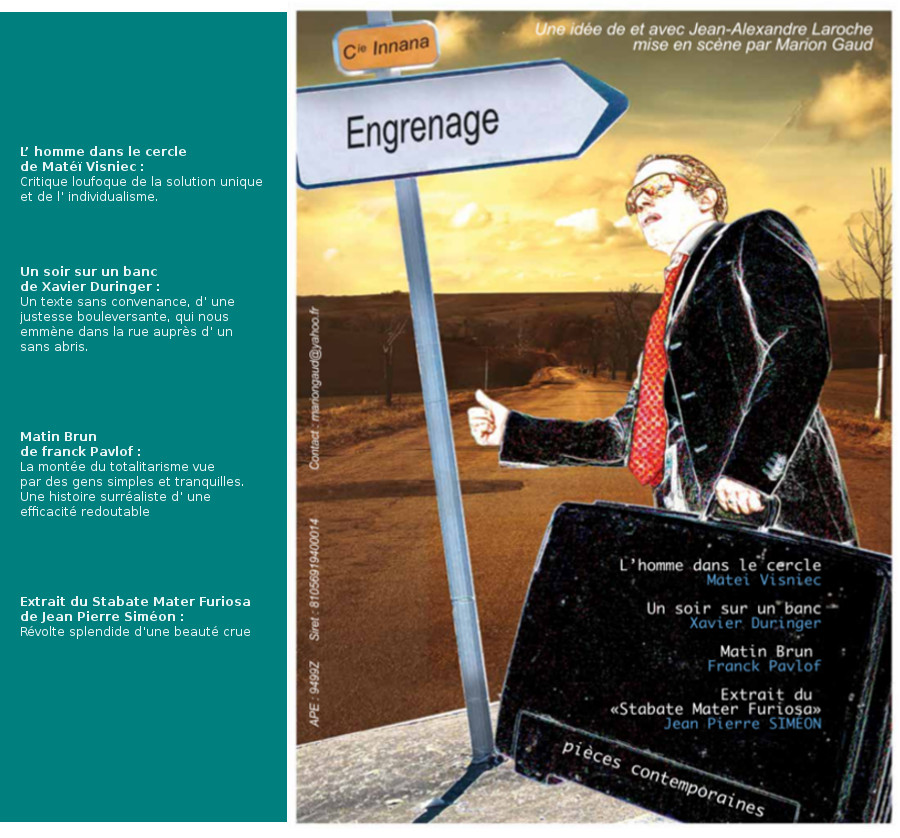 L' homme dans le cercle
de Matéï Visniec :
Critique loufoque de la solution unique
et de l' individualisme.
Un soir sur un banc
de Xavier Duringer :
Un texte sans convenance, d' une
justesse bouleversante, qui nous
emmène dans la rue auprès d' un
sans abris.
Matin Brun
de franck Pavlof :
La montée du totalitarisme vue
par des gens simples et tranquilles.
Une histoire surréaliste d' une
efficacité redoutable
Extrait du Stabate Mater Furiosa
de Jean Pierre Siméon :
Révolte splendide d'une beauté crue
Une idée de et avec Jean-Alexandre Laroche
mise en scène par Marion Gaud
Cie Innana
Engrenage
Contact : mariongaud@yahoo.fr
Siret : 81056919400014
APE : 9499Z
L'homme dans le cercle
Matei Visniec
Un soir sur un banc
Xavier Duringer
Matin Brun
Franck Pavlof
Extrait du
«Stabate Mater Furiosa»
Jean Pierre SIMÉON
pièces contemporaines